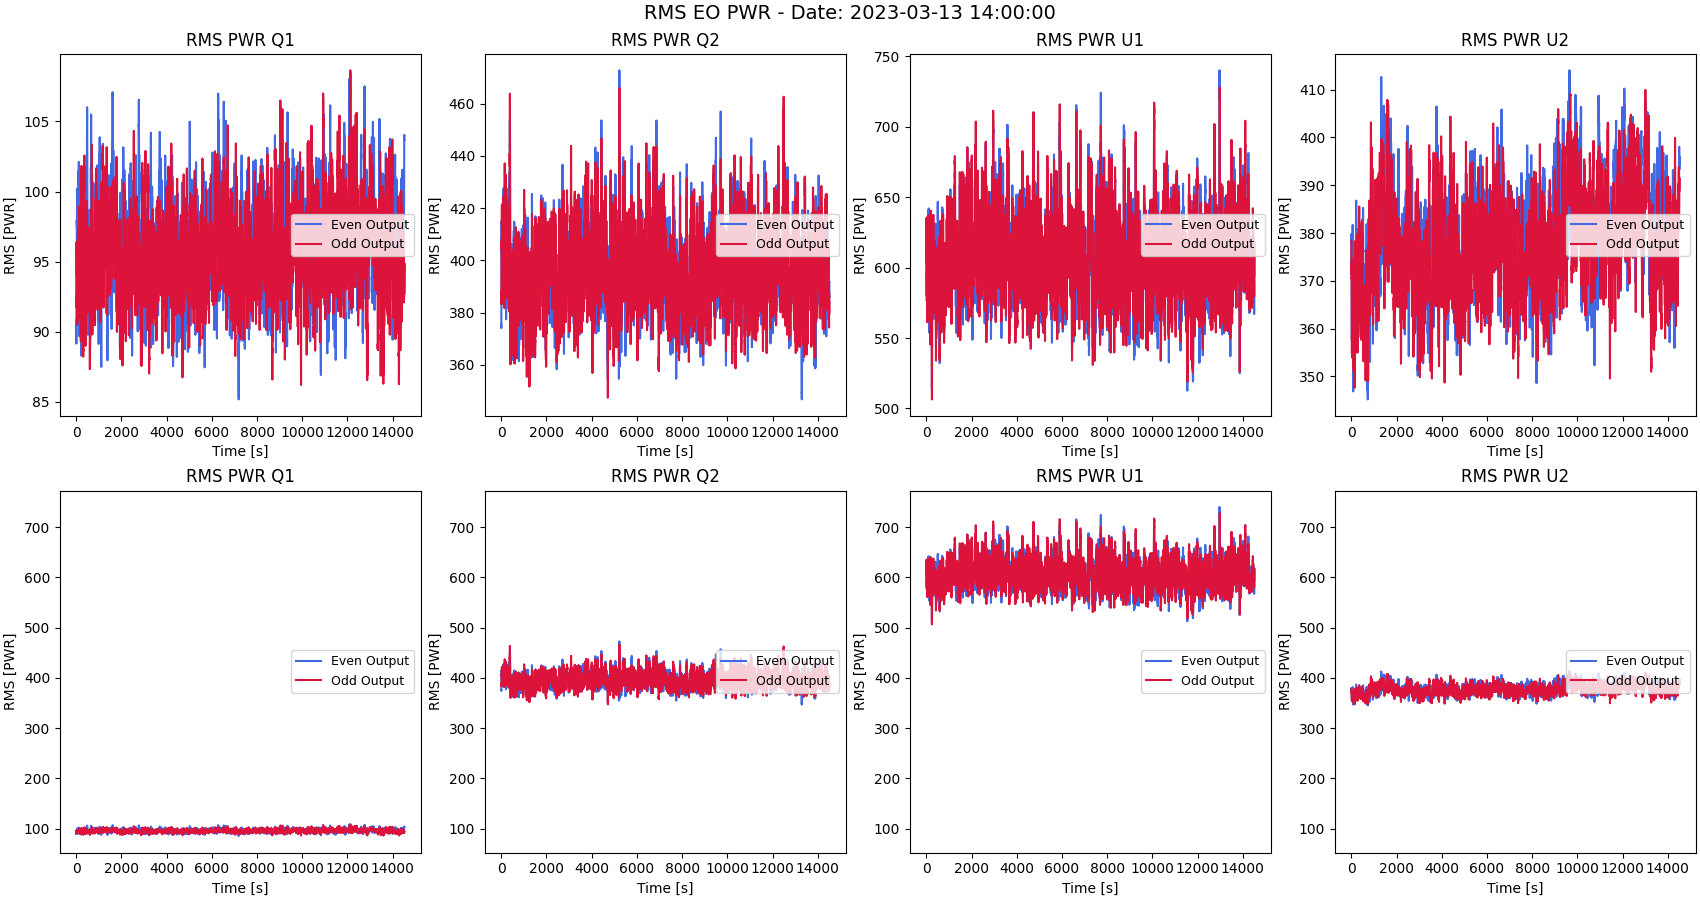 RMS EO PWR - Date: 2023-03-13 14:00:00
RMS PWR Q1
RMS [PWR]
105
100
95
90
85
Even Output
Odd Output
0 2000 4000 6000 8000 10000 12000 14000
Time [s]
RMS PWR Q2
RMS [PWR]
460
440
420
400
380
360
Even Output
Odd Output
0 2000 4000 6000 8000 10000 12000 14000
Time [s]
RMS PWR U1
RMS [PWR]
750
700
650
600
550
500
Even Output
Odd Output
0 2000 4000 6000 8000 10000 12000 14000
Time [s]
RMS PWR U2
RMS [PWR]
410
400
390
380
370
360
350
Even Output
Odd Output
0 2000 4000 6000 8000 10000 12000 14000
Time [s]
RMS PWR Q1
RMS [PWR]
700
600
500
400
300
200
100
Even Output
Odd Output
0 2000 4000 6000 8000 10000 12000 14000
Time [s]
RMS PWR Q2
RMS [PWR]
700
600
500
400
300
200
100
Even Output
Odd Output
0 2000 4000 6000 8000 10000 12000 14000
Time [s]
RMS PWR U1
RMS [PWR]
700
600
500
400
300
200
100
Even Output
Odd Output
0 2000 4000 6000 8000 10000 12000 14000
Time [s]
RMS PWR U2
RMS [PWR]
700
600
500
400
300
200
100
Even Output
Odd Output
0 2000 4000 6000 8000 10000 12000 14000
Time [s]